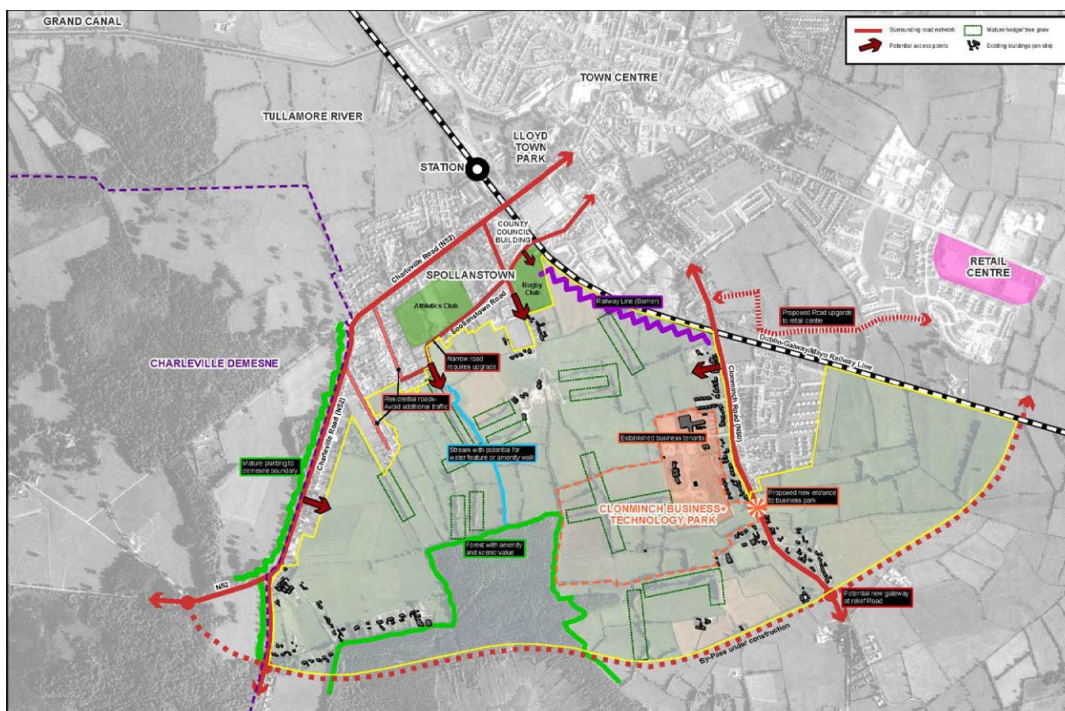 GRAND CANAL
Surrounding road network
Mature hedge/ tree grow
Potential access points
Existing buildings (on site)
TOWN CENTRE
TULLAMORE RIVER
LLOYD
TOWN
PARK
STATION
COUNTY
COUNCIL
BUILDING
Charleville Road (N52)
SPOLLANSTOWN
RETAIL
CENTRE
Rugby
Club
Athletics Club
Railway Line (Barrier)
Spollanstown Road
Proposed Road upgarde
to retail centre
Dublin-Galway/Mayo Railway Line
CHARLEVILLE DEMESNE
Narrow road
requires upgrade
Clonminch Road (N80)
Residential roads-
Avoid additional traffic
Charleville Road (N52)
Established business tenants
Stream with potential for
water feature or amenity walk
Mature planting to
demesne boundary
Proposed new entrance
to business park
CLONMINCH BUSINESS+
TECHNOLOGY PARK
Forest with amenity
and scenic value
N52
Potential new gateway
at relief Road
By-Pass under construction